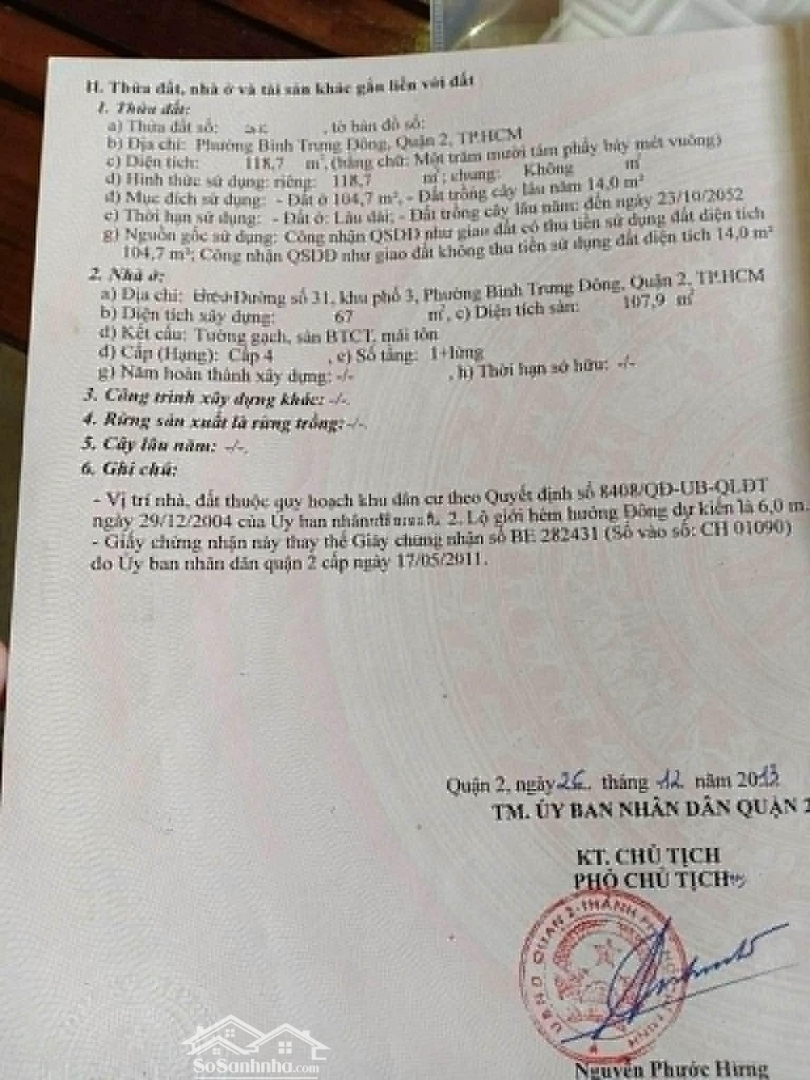 II. Thửa đất, nhà ở và tài sản khác gắn liền với đất
1. Thửa đất:
a) Thửa đất số: , tờ bản đồ số:
b) Địa chỉ: Phường Bình Trưng Đông, Quận 2, TP.HCM
c) Diện tích: 118,7 m², (bằng chữ: Một trăm mười tám phẩy bảy mét vuông)
d) Hình thức sử dụng: riêng: 118,7 m²; chung: Không m²
đ) Mục đích sử dụng: - Đất ở 104,7 m², - Đất trồng cây lâu năm 14,0 m²
e) Thời hạn sử dụng: - Đất ở: Lâu dài; - Đất trồng cây lâu năm: đến ngày 23/10/2052
g) Nguồn gốc sử dụng: Công nhận QSDĐ như giao đất có thu tiền sử dụng đất diện tích
104,7 m²; Công nhận QSDĐ như giao đất không thu tiền sử dụng đất diện tích 14,0 m²
2. Nhà ở:
a) Địa chỉ: Đường số 31, khu phố 3, Phường Bình Trưng Đông, Quận 2, TP.HCM
b) Diện tích xây dựng: 67 m², c) Diện tích sàn: 107,9 m²
d) Kết cấu: Tường gạch, sàn BTCT, mái tôn
đ) Cấp (Hạng): Cấp 4 , e) Số tầng: 1+lửng
g) Năm hoàn thành xây dựng: -/- , h) Thời hạn sở hữu: -/-
3. Công trình xây dựng khác: -/-.
4. Rừng sản xuất là rừng trồng: -/-.
5. Cây lâu năm: -/-.
6. Ghi chú:
- Vị trí nhà, đất thuộc quy hoạch khu dân cư theo Quyết định số 8408/QĐ-UB-QLĐT
ngày 29/12/2004 của Ủy ban nhân 2. Lộ giới hẻm hướng Đông dự kiến là 6,0 m.
- Giấy chứng nhận này thay thế Giấy chứng nhận số BE 282431 (Số vào sổ: CH 01090)
do Ủy ban nhân dân quận 2 cấp ngày 17/05/2011.
Quận 2, ngày 26 tháng 12 năm 2013
TM. ỦY BAN NHÂN DÂN QUẬN 2
KT. CHỦ TỊCH
PHÓ CHỦ TỊCH
Nguyễn Phước Hưng
SoSanhnha.com